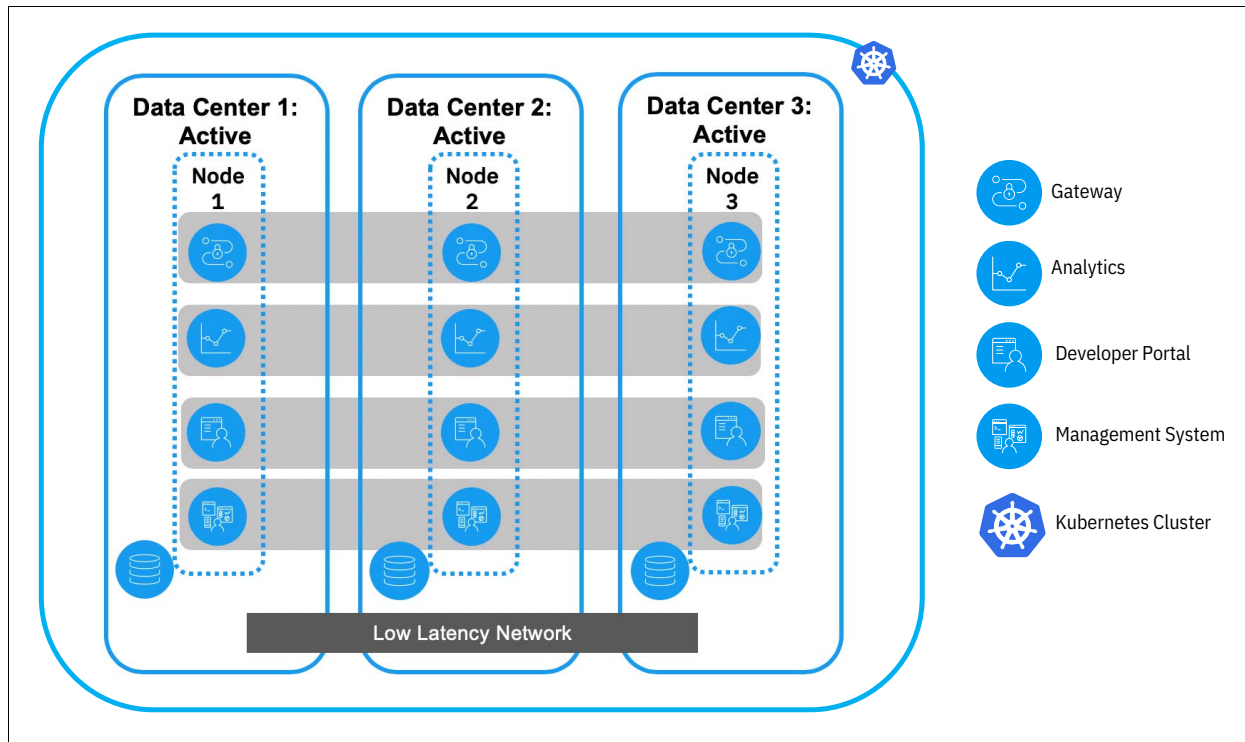 Data Center 1:
Active
Node
1
Data Center 2:
Active
Node
2
Data Center 3:
Active
Node
3
Low Latency Network
Gateway
Analytics
Developer Portal
Management System
Kubernetes Cluster